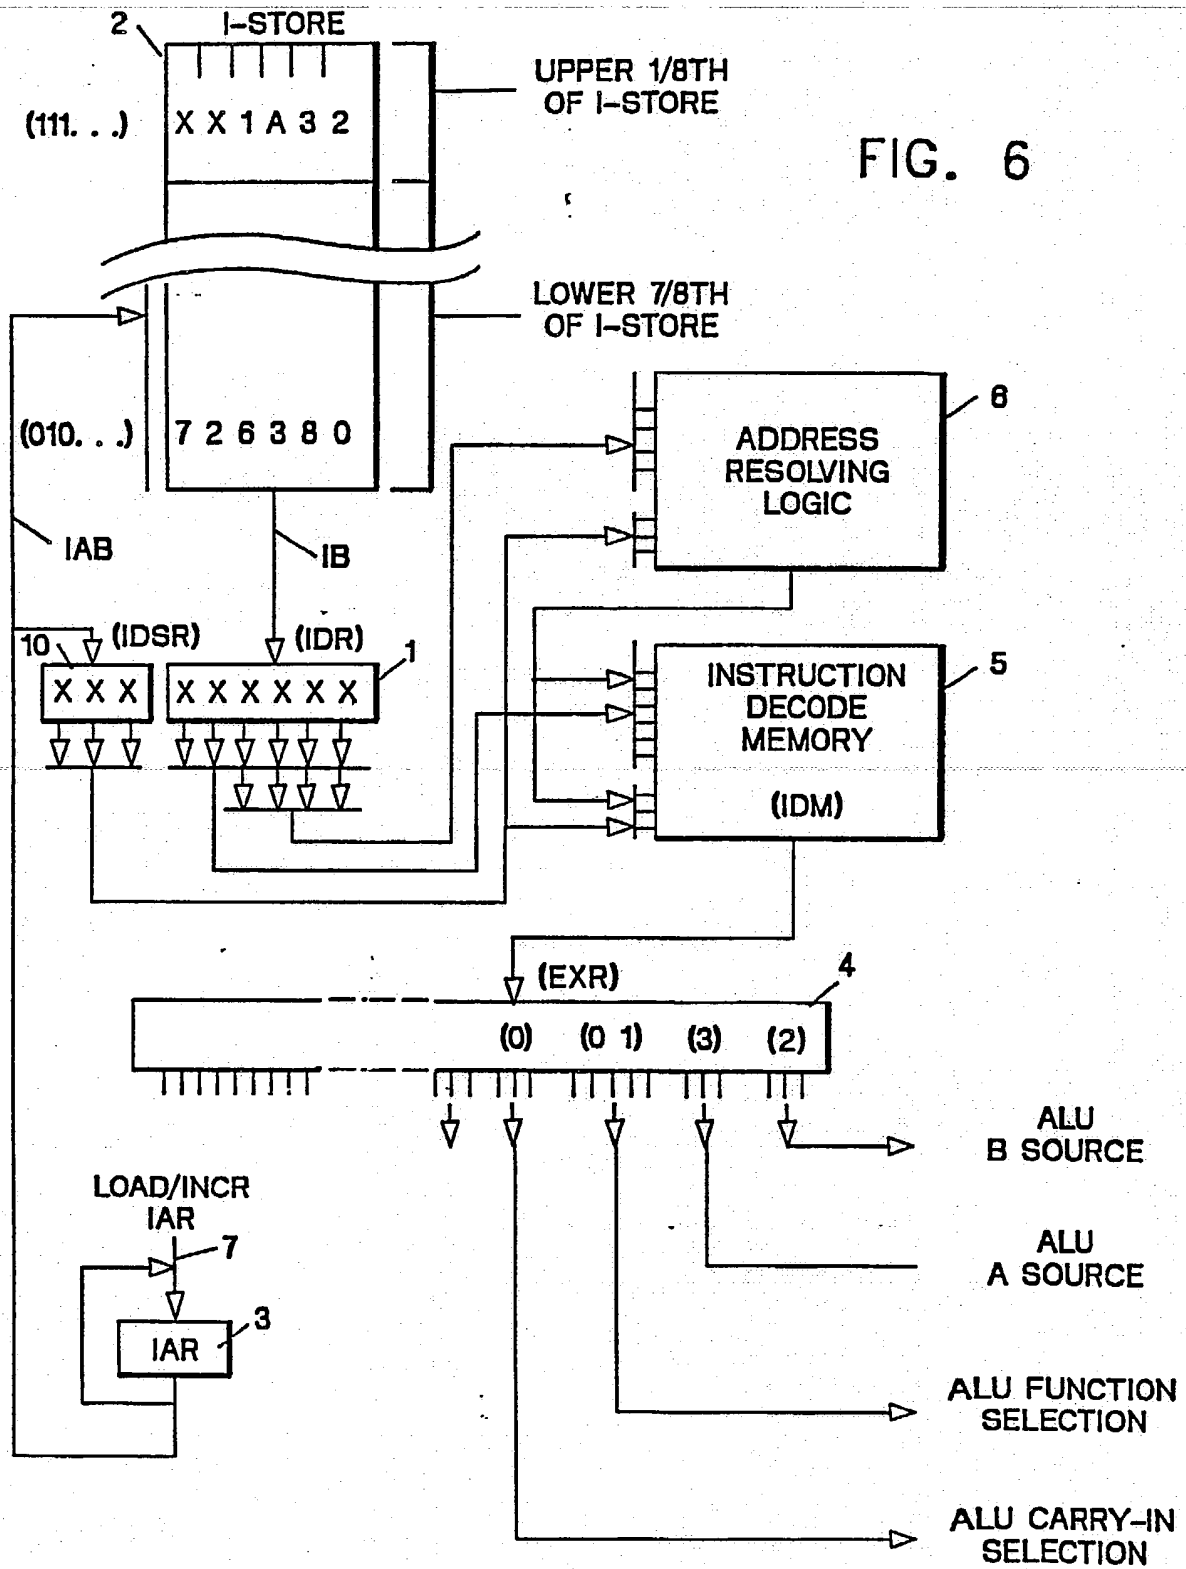 2
I-STORE
UPPER 1/8TH
OF I-STORE
(111. . .)
X X 1 A 3 2
FIG. 6
LOWER 7/8TH
OF I-STORE
(010. . .)
7 2 6 3 8 0
6
ADDRESS
RESOLVING
LOGIC
IAB
IB
10
(IDSR)
(IDR)
1
X X X
X X X X X X
5
INSTRUCTION
DECODE
MEMORY
(IDM)
(EXR)
4
(0)
(0 1)
(3)
(2)
ALU
B SOURCE
LOAD/INCR
IAR
7
ALU
A SOURCE
3
IAR
ALU FUNCTION
SELECTION
ALU CARRY-IN
SELECTION